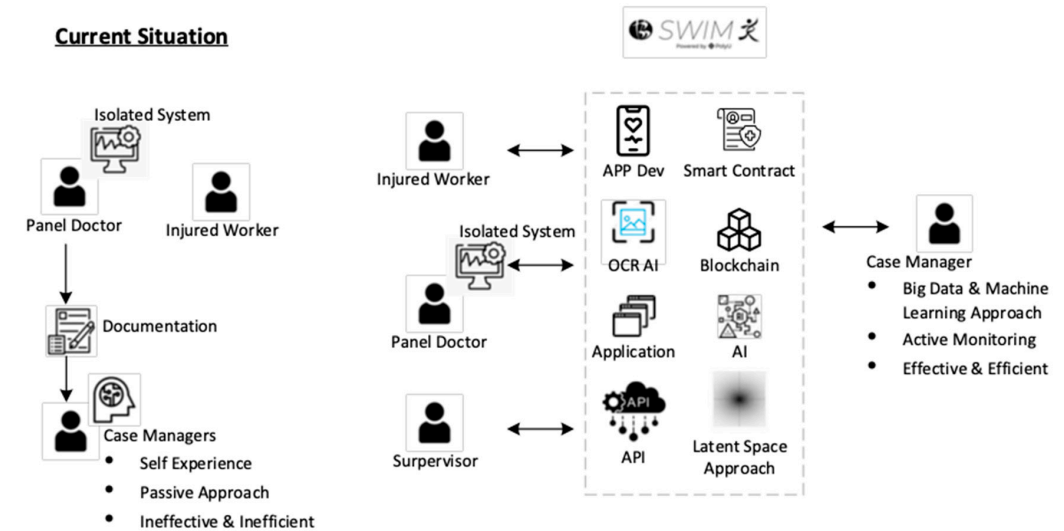 Current Situation
Isolated System
Panel Doctor
Injured Worker
Documentation
Case Managers
• Self Experience
• Passive Approach
• Ineffective & Inefficient
SWIM
Powered by PolyU
Injured Worker
Isolated System
Panel Doctor
Surpervisor
APP Dev
Smart Contract
OCR AI
Blockchain
Application
AI
API
API
Latent Space
Approach
Case Manager
• Big Data & Machine
Learning Approach
• Active Monitoring
• Effective & Efficient